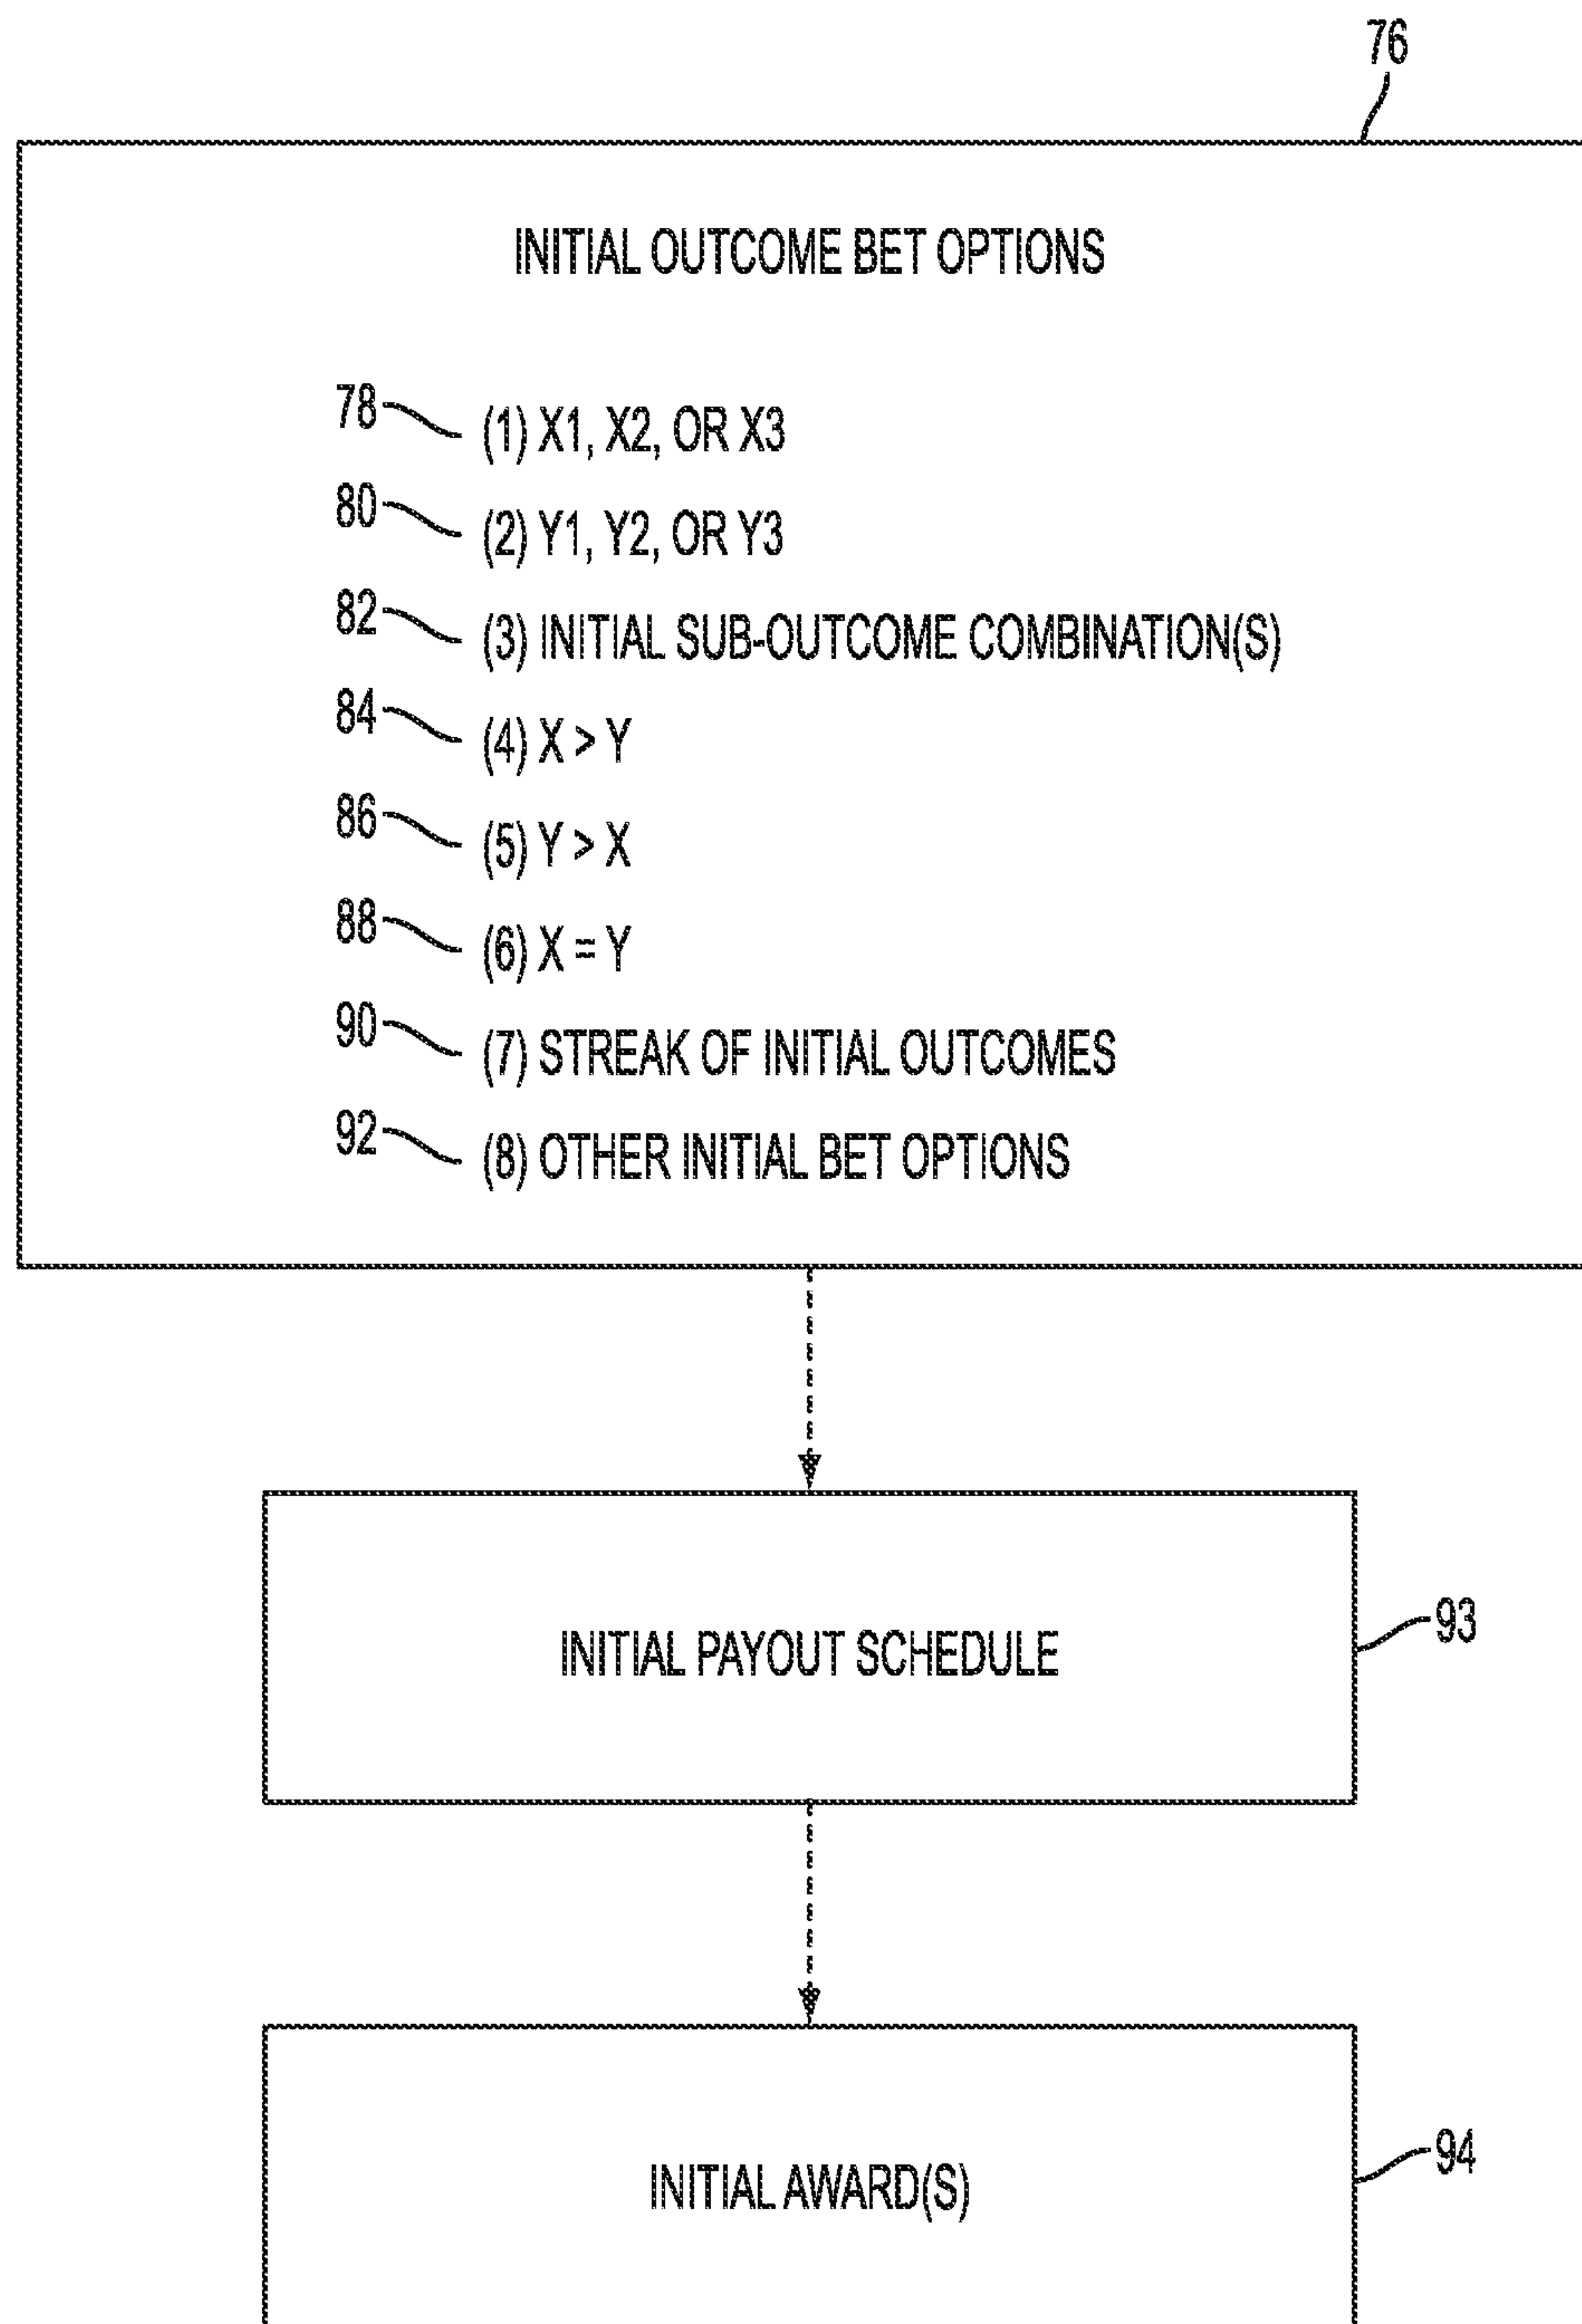 76
INITIAL OUTCOME BET OPTIONS
78 (1) X1, X2, OR X3
80 (2) Y1, Y2, OR Y3
82 (3) INITIAL SUB-OUTCOME COMBINATION(S)
84 (4) X > Y
86 (5) Y > X
88 (6) X = Y
90 (7) STREAK OF INITIAL OUTCOMES
92 (8) OTHER INITIAL BET OPTIONS
INITIAL PAYOUT SCHEDULE 93
INITIAL AWARD(S) 94